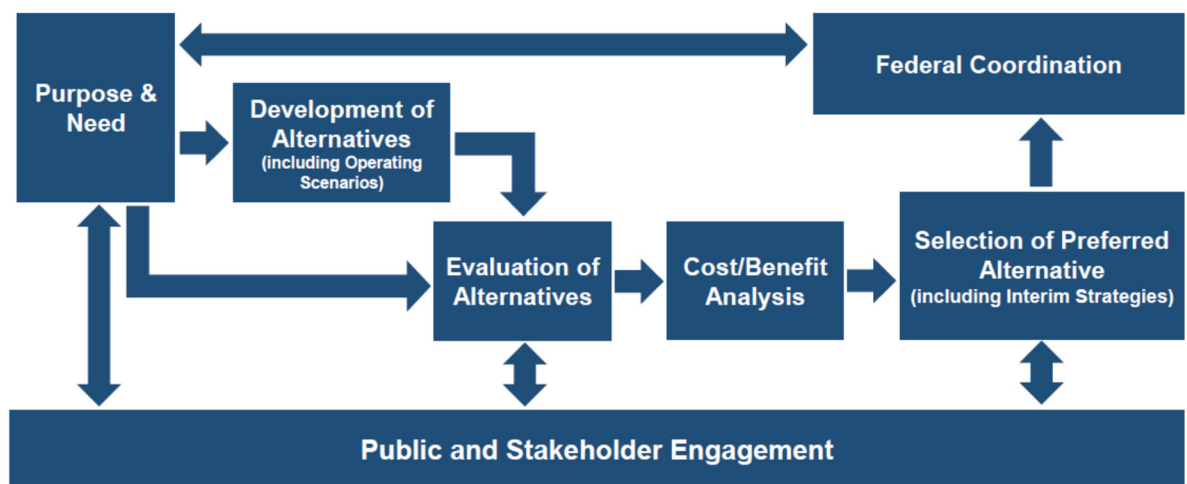 Purpose &
Need
Development of
Alternatives
(including Operating
Scenarios)
Federal Coordination
Evaluation of
Alternatives
Cost/Benefit
Analysis
Selection of Preferred
Alternative
(including Interim Strategies)
Public and Stakeholder Engagement